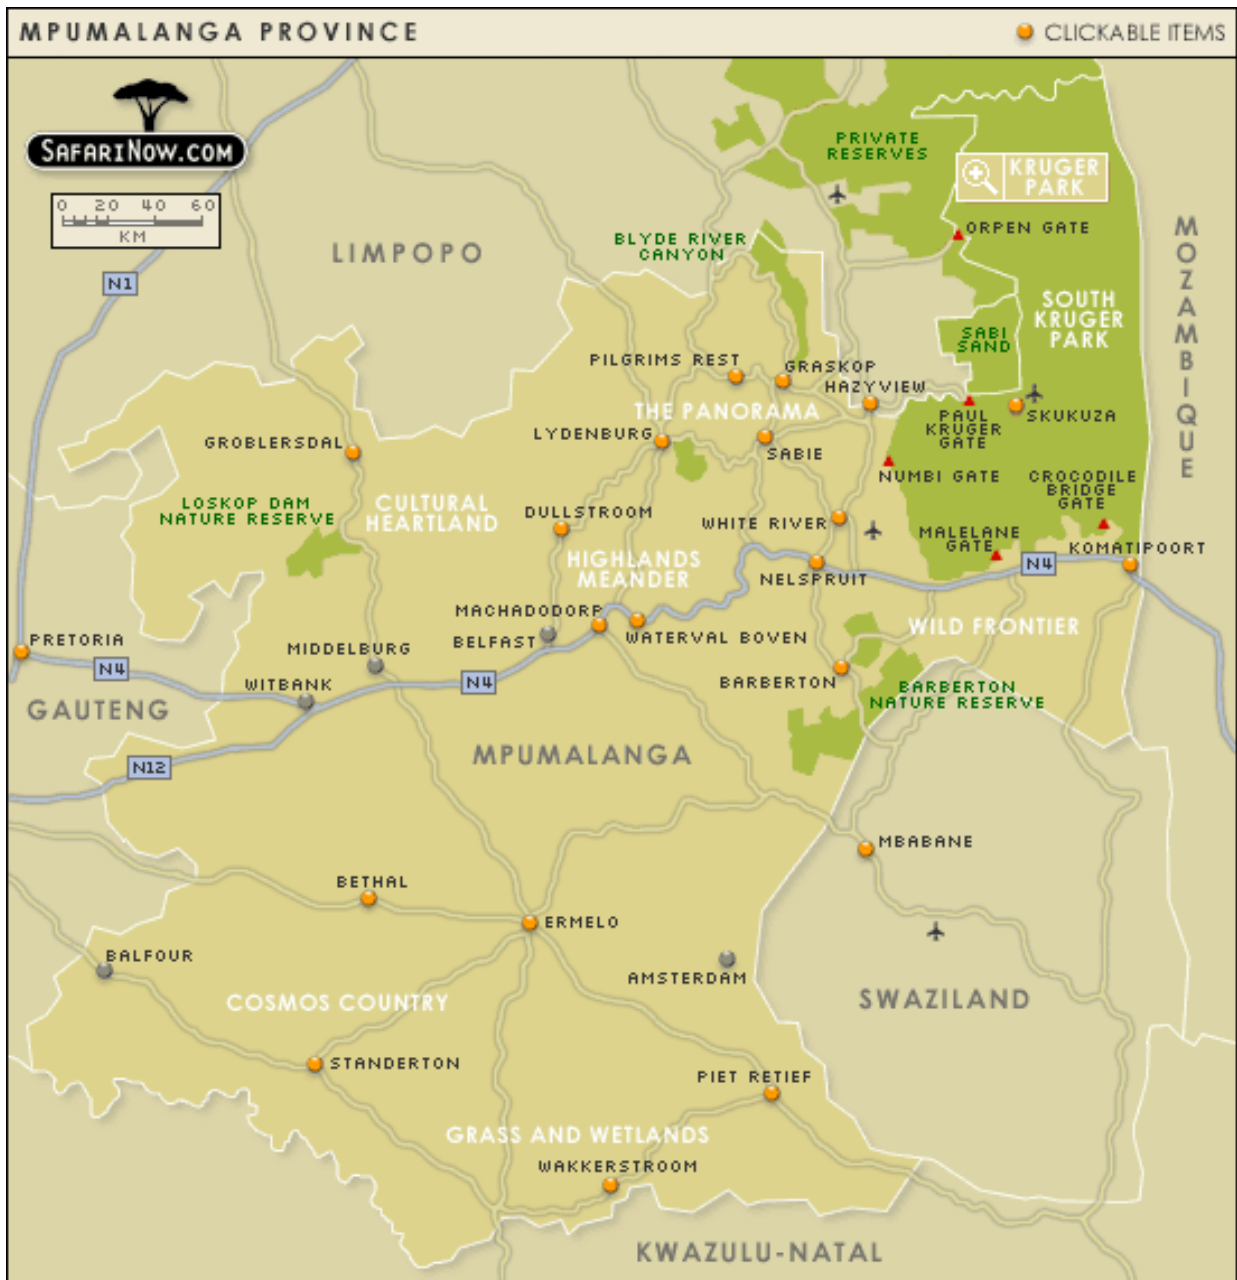 MPUMALANGA PROVINCE
CLICKABLE ITEMS
SAFARINOW.COM
0 20 40 60
KM
PRIVATE
RESERVES
KRUGER
PARK
ORPEN GATE
MOZAMBIQUE
BLYDE RIVER
CANYON
LIMPOPO
N1
SOUTH
KRUGER
PARK
SABI
SAND
PILGRIMS REST
GRASKOP
HAZYVIEW
THE PANORAMA
PAUL
KRUGER
GATE
SKUKUZA
LYDENBURG
SABIE
GROBLERSDAL
NUMBI GATE
CROCODILE
BRIDGE
GATE
CULTURAL
HEARTLAND
LOSKOP DAM
NATURE RESERVE
DULLSTROOM
WHITE RIVER
MALELANE
GATE
KOMATIPOORT
HIGHLANDS
MEANDER
NELSPRUIT
N4
MACHADODORP
BELFAST
WATERVAL BOVEN
WILD FRONTIER
PRETORIA
N4
MIDDELBURG
WITBANK
N4
BARBERTON
BARBERTON
NATURE RESERVE
GAUTENG
MPUMALANGA
N12
MBABANE
BETHAL
ERMELO
BALFOUR
AMSTERDAM
COSMOS COUNTRY
SWAZILAND
STANDERTON
PIET RETIEF
GRASS AND WETLANDS
WAKKERSTROOM
KWAZULU-NATAL